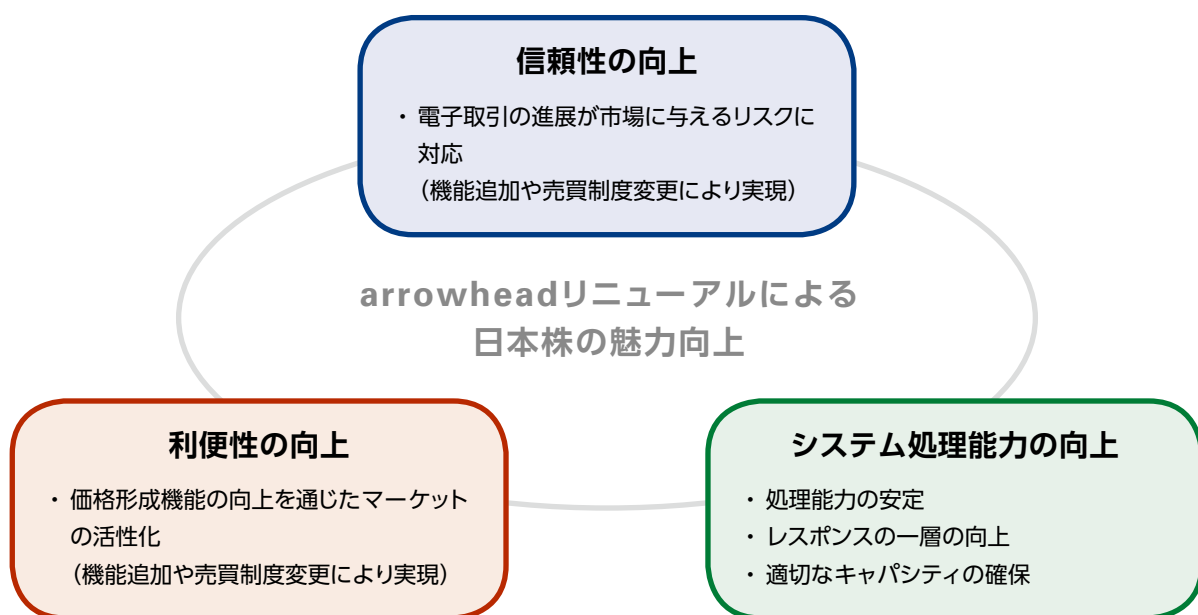 信頼性の向上
・電子取引の進展が市場に与えるリスクに
対応
（機能追加や売買制度変更により実現）
arrowheadリニューアルによる
日本株の魅力向上
利便性の向上
・価格形成機能の向上を通じたマーケット
の活性化
（機能追加や売買制度変更により実現）
システム処理能力の向上
・処理能力の安定
・レスポンスの一層の向上
・適切なキャパシティの確保